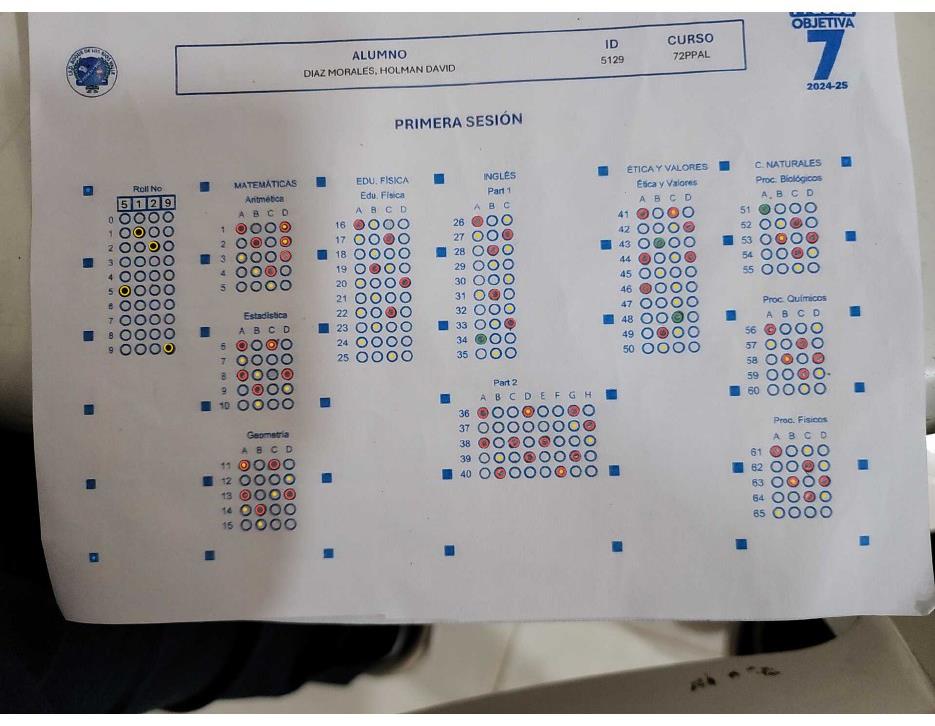 OBJETIVA
7
2024-25
ALUMNO ID CURSO
DIAZ MORALES, HOLMAN DAVID 5129 72PPAL
PRIMERA SESIÓN
Roll No
5 1 2 9
0
1
2
3
4
5
6
7
8
9
MATEMÁTICAS
Aritmética
A B C D
1
2
3
4
5
Estadística
A B C D
6
7
8
9
10
Geometría
A B C D
11
12
13
14
15
EDU. FÍSICA
Edu. Física
A B C D
16
17
18
19
20
21
22
23
24
25
INGLÉS
Part 1
A B C
26
27
28
29
30
31
32
33
34
35
Part 2
A B C D E F G H
36
37
38
39
40
ÉTICA Y VALORES
Ética y Valores
A B C D
41
42
43
44
45
46
47
48
49
50
C. NATURALES
Proc. Biológicos
A B C D
51
52
53
54
55
Proc. Químicos
A B C D
56
57
58
59
60
Proc. Físicos
A B C D
61
62
63
64
65